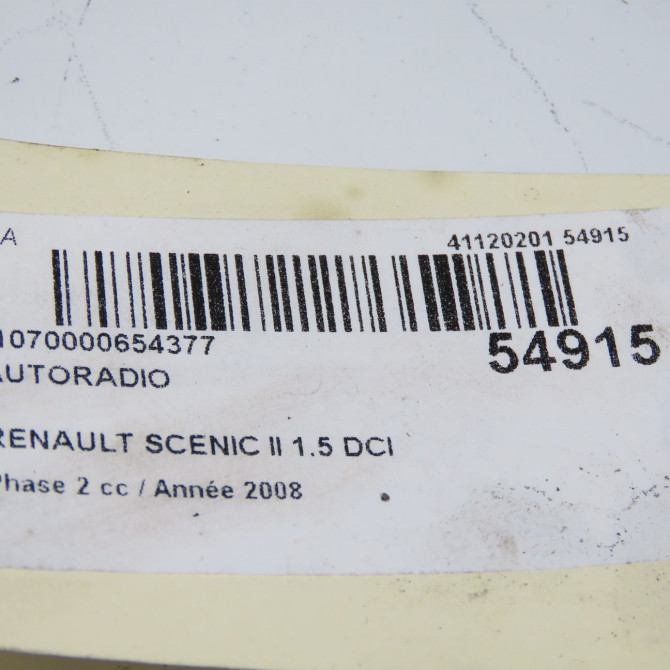 A 41120201 54915
1070000654377 54915
AUTORADIO
RENAULT SCENIC II 1.5 DCI
Phase 2 cc / Année 2008